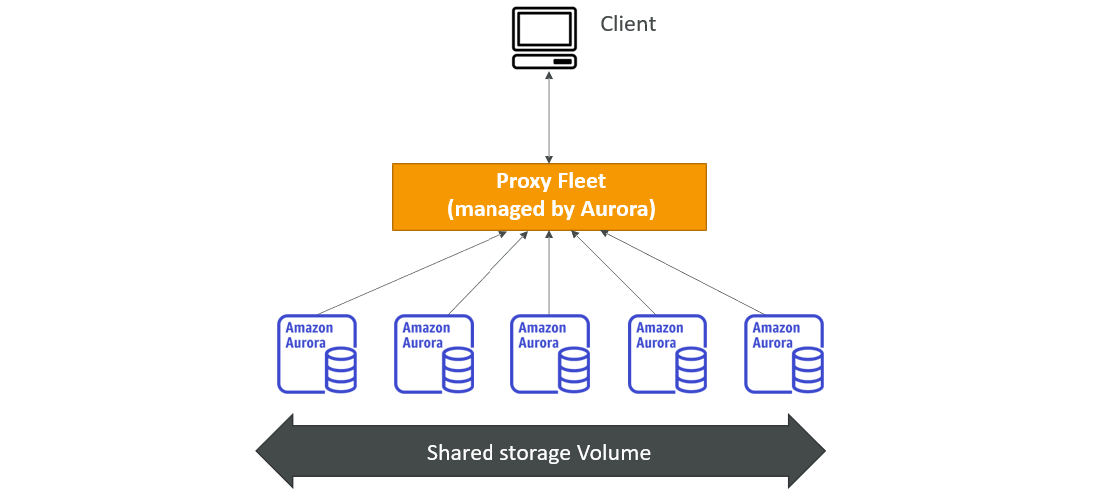 Client
Proxy Fleet
(managed by Aurora)
Amazon
Aurora
Amazon
Aurora
Amazon
Aurora
Amazon
Aurora
Amazon
Aurora
Shared storage Volume